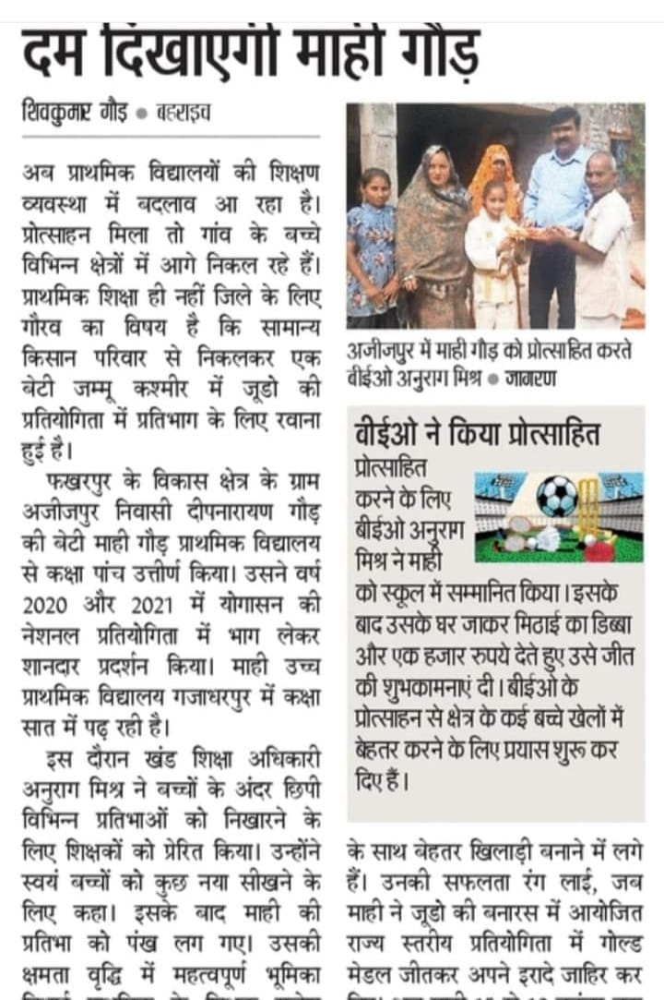 दम दिखाएगी माही गौड़
शिवकुमार गौड़ ● बहराइच
अब प्राथमिक विद्यालयों की शिक्षण
व्यवस्था में बदलाव आ रहा है।
प्रोत्साहन मिला तो गांव के बच्चे
विभिन्न क्षेत्रों में आगे निकल रहे हैं।
प्राथमिक शिक्षा ही नहीं जिले के लिए
गौरव का विषय है कि सामान्य
किसान परिवार से निकलकर एक
बेटी जम्मू कश्मीर में जूडो की
प्रतियोगिता में प्रतिभाग के लिए रवाना
हुई है।
फखरपुर के विकास क्षेत्र के ग्राम
अजीजपुर निवासी दीपनारायण गौड़
की बेटी माही गौड़ प्राथमिक विद्यालय
से कक्षा पांच उत्तीर्ण किया। उसने वर्ष
2020 और 2021 में योगासन की
नेशनल प्रतियोगिता में भाग लेकर
शानदार प्रदर्शन किया। माही उच्च
प्राथमिक विद्यालय गजाधरपुर में कक्षा
सात में पढ़ रही है।
इस दौरान खंड शिक्षा अधिकारी
अनुराग मिश्र ने बच्चों के अंदर छिपी
विभिन्न प्रतिभाओं को निखारने के
लिए शिक्षकों को प्रेरित किया। उन्होंने
स्वयं बच्चों को कुछ नया सीखने के
लिए कहा। इसके बाद माही की
प्रतिभा को पंख लग गए। उसकी
क्षमता वृद्धि में महत्वपूर्ण भूमिका
अजीजपुर में माही गौड़ को प्रोत्साहित करते
बीईओ अनुराग मिश्र ● जागरण
बीईओ ने किया प्रोत्साहित
प्रोत्साहित
करने के लिए
बीईओ अनुराग
मिश्र ने माही
को स्कूल में सम्मानित किया। इसके
बाद उसके घर जाकर मिठाई का डिब्बा
और एक हजार रुपये देते हुए उसे जीत
की शुभकामनाएं दी। बीईओ के
प्रोत्साहन से क्षेत्र के कई बच्चे खेलों में
बेहतर करने के लिए प्रयास शुरू कर
दिए हैं।
के साथ बेहतर खिलाड़ी बनाने में लगे
हैं। उनकी सफलता रंग लाई, जब
माही ने जूडो की बनारस में आयोजित
राज्य स्तरीय प्रतियोगिता में गोल्ड
मेडल जीतकर अपने इरादे जाहिर कर